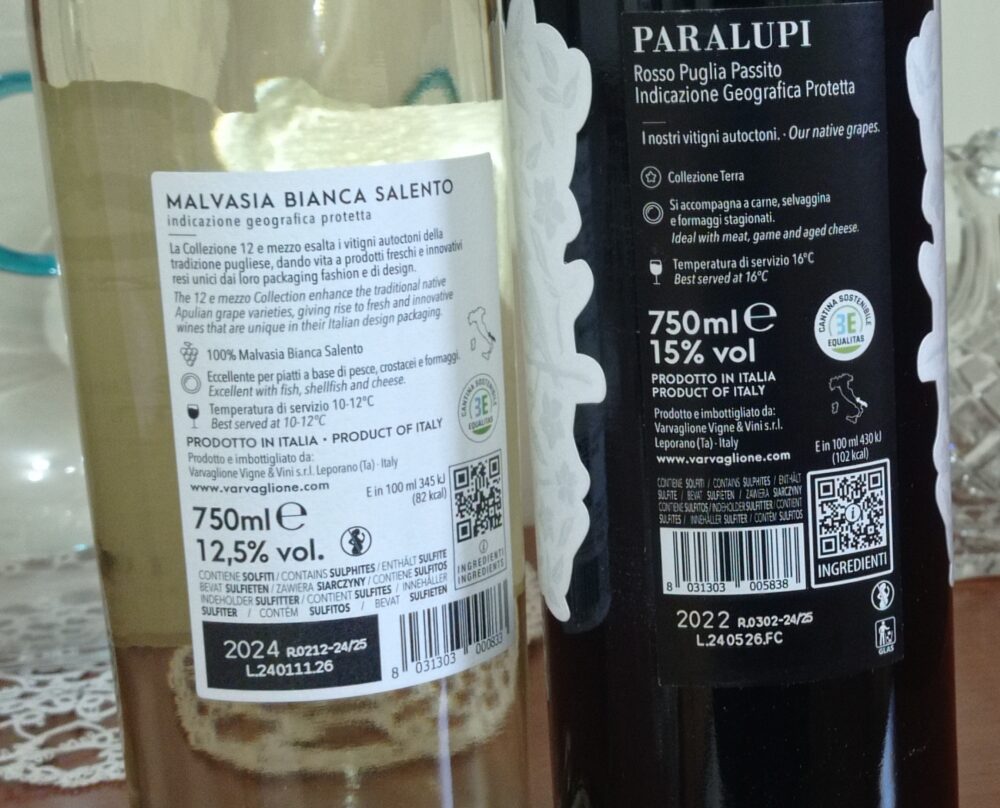 MALVASIA BIANCA SALENTO
indicazione geografica protetta
La Collezione 12 e mezzo esalta i vitigni autoctoni della
tradizione pugliese, dando vita a prodotti freschi e innovativi
resi unici dai loro packaging fashion e di design.
The 12 e mezzo Collection enhance the traditional native
Apulian grape varieties, giving rise to fresh and innovative
wines that are unique in their Italian design packaging.
100% Malvasia Bianca Salento
Eccellente per piatti a base di pesce, crostacei e formaggi.
Excellent with fish, shellfish and cheese.
Temperatura di servizio 10-12°C
Best served at 10-12°C
CANTINA SOSTENIBILE
3E
EQUALITAS
PRODOTTO IN ITALIA • PRODUCT OF ITALY
Prodotto e imbottigliato da:
Varvaglione Vigne & Vini s.r.l. Leporano (Ta) - Italy
www.varvaglione.com
E in 100 ml 345 kJ
(82 kcal)
750ml e
12,5% vol.
INGREDIENTI
INGREDIENTS
CONTIENE SOLFITI / CONTAINS SULPHITES / ENTHÄLT SULFITE
BEVAT SULFIETEN / ZAWIERA SIARCZYNY / CONTIENE SULFITOS
INDEHOLDER SULFITTER / CONTIENT SULFITES / INNEHÅLLER
SULFITER / CONTÉM SULFITOS / BEVAT SULFIETEN
2024 R.0212-24/25
L.240111.26
8 031303 000833
PARALUPI
Rosso Puglia Passito
Indicazione Geografica Protetta
I nostri vitigni autoctoni. - Our native grapes.
Collezione Terra
Si accompagna a carne, selvaggina
e formaggi stagionati.
Ideal with meat, game and aged cheese.
Temperatura di servizio 16°C
Best served at 16°C
750ml e
15% vol
CANTINA SOSTENIBILE
3E
EQUALITAS
PRODOTTO IN ITALIA
PRODUCT OF ITALY
Prodotto e imbottigliato da:
Varvaglione Vigne & Vini s.r.l.
Leporano (Ta) - Italy
www.varvaglione.com
E in 100 ml 430 kJ
(102 kcal)
CONTIENE SOLFITI / CONTAINS SULPHITES / ENTHÄLT
SULFITE / BEVAT SULFIETEN / ZAWIERA SIARCZYNY
CONTIENE SULFITOS / INDEHOLDER SULFITTER / CONTIENT
SULFITES / INNEHÅLLER SULFITER / CONTÉM SULFITOS
i
INGREDIENTI
8 031303 005838
2022 R.0302-24/25
L.240526.FC
GLAS